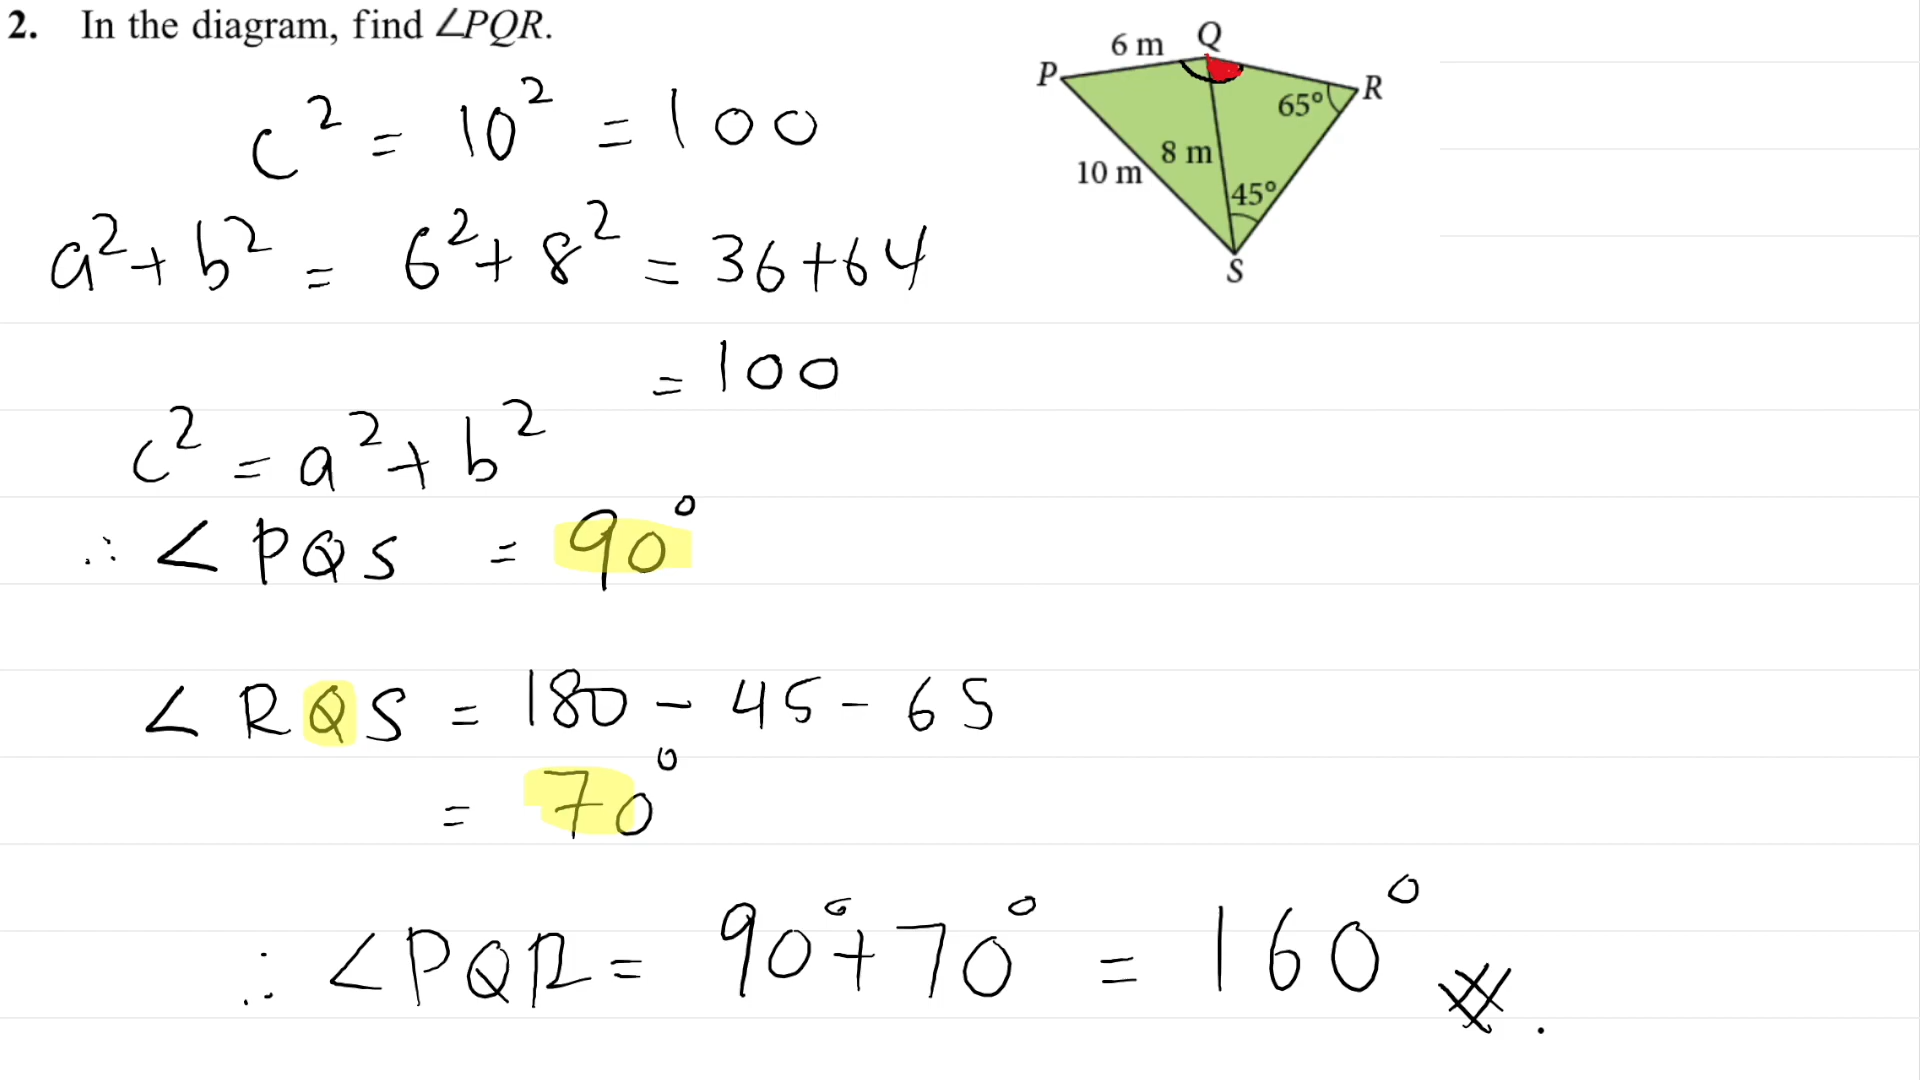 2. In the diagram, find ∠PQR.
6 m Q
P
R
65°
8 m
10 m
45°
S
c² = 10² = 100
a² + b² = 6² + 8² = 36 + 64
= 100
c² = a² + b²
∴ ∠PQS = 90°
∠RQS = 180 - 45 - 65
= 70°
∴ ∠PQR = 90° + 70° = 160° #.